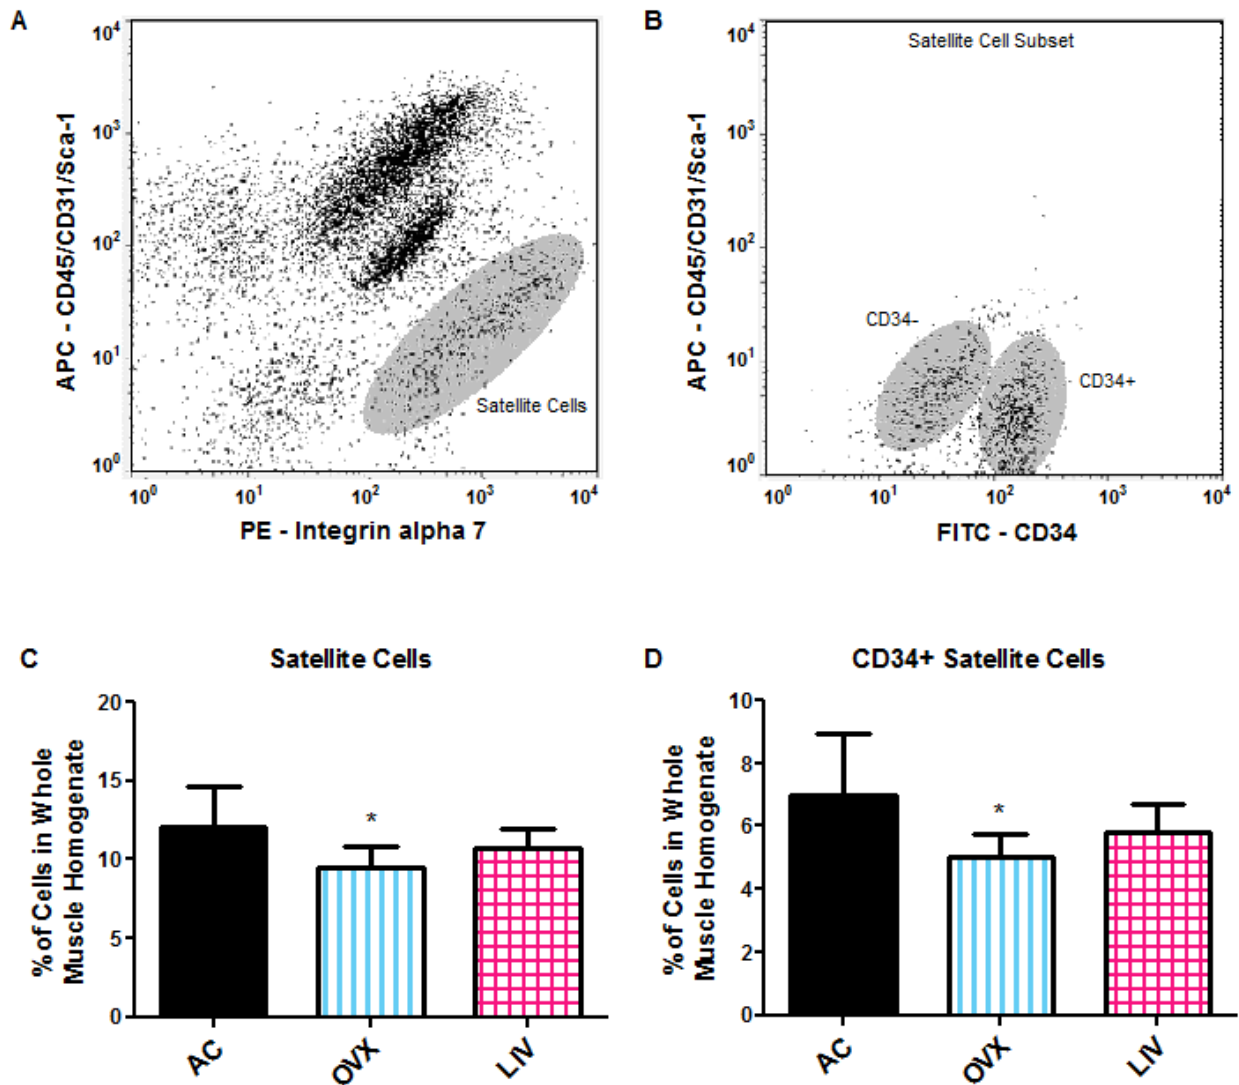 A
10^4
10^3
10^2
10^1
10^0
APC - CD45/CD31/Sca-1
Satellite Cells
10^0 10^1 10^2 10^3 10^4
PE - Integrin alpha 7
B
Satellite Cell Subset
10^4
10^3
10^2
10^1
10^0
APC - CD45/CD31/Sca-1
CD34-
CD34+
10^0 10^1 10^2 10^3 10^4
FITC - CD34
C
Satellite Cells
20
15
10
5
0
% of Cells in Whole
Muscle Homogenate
*
AC OVX LIV
D
CD34+ Satellite Cells
10
8
6
4
2
0
% of Cells in Whole
Muscle Homogenate
*
AC OVX LIV